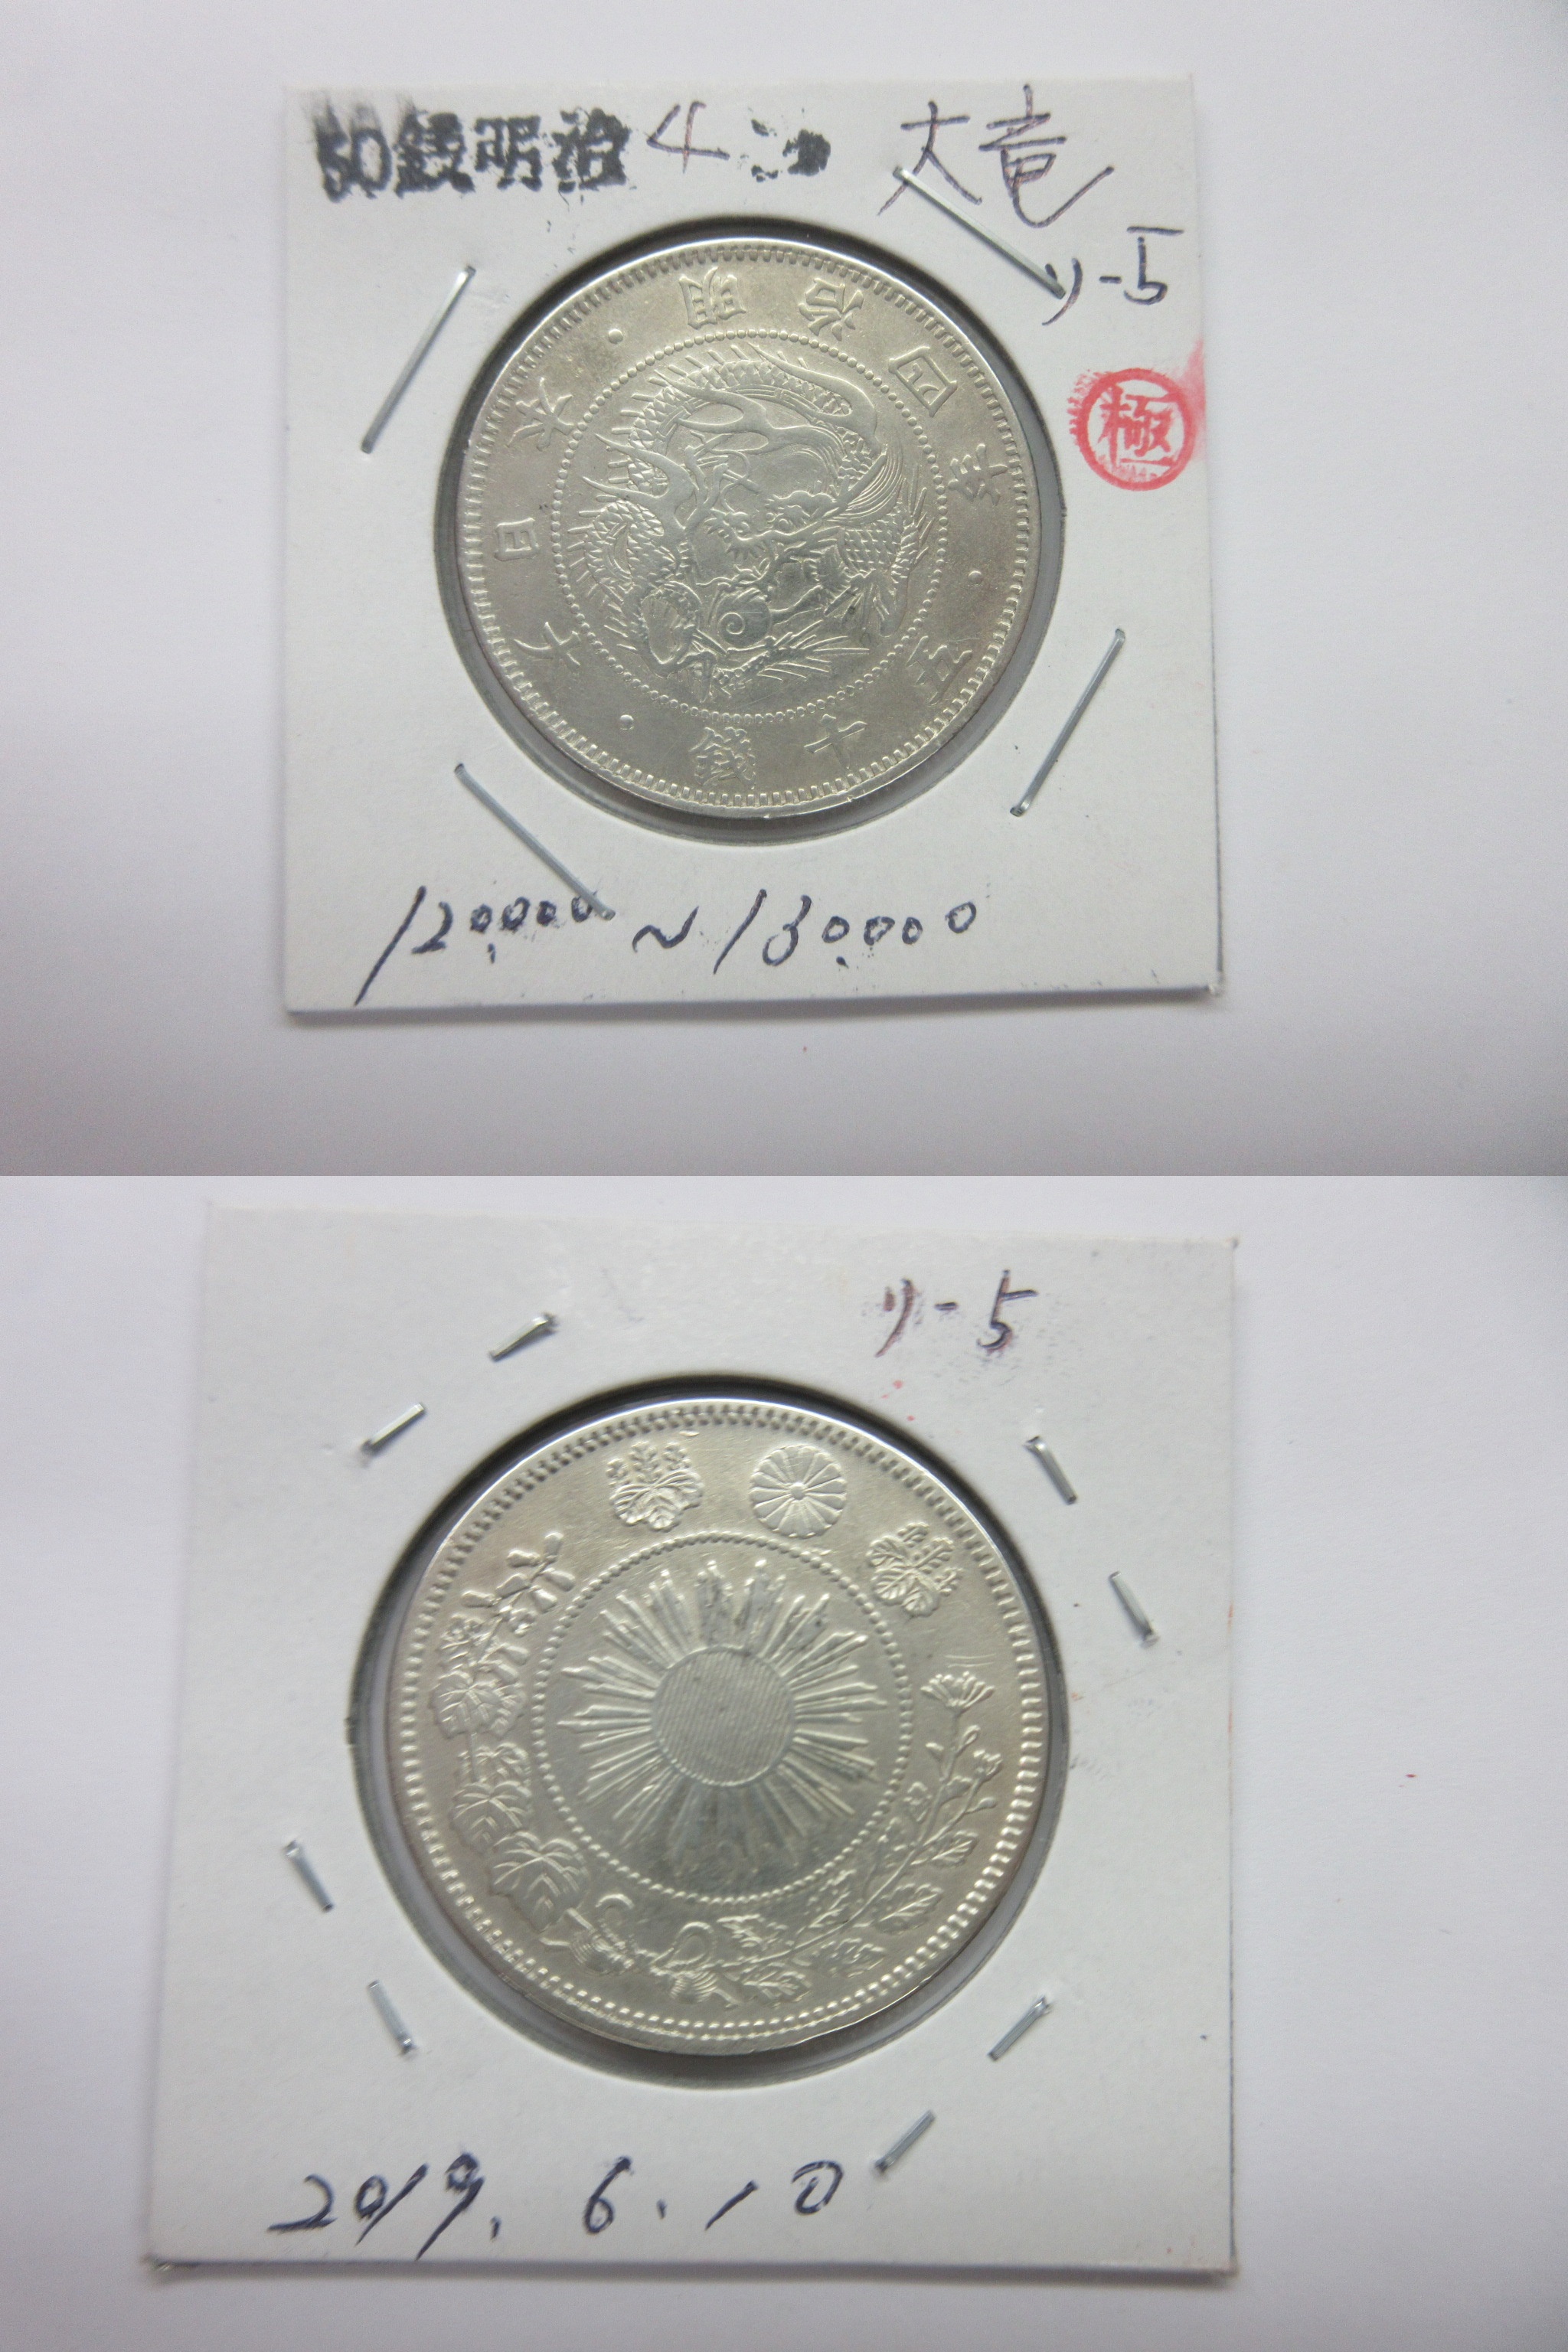 50銭明治4 大竜
リ-5
極
明治四年・五十銭・大日本・
120,000~130,000
リ-5
2019. 6. 10